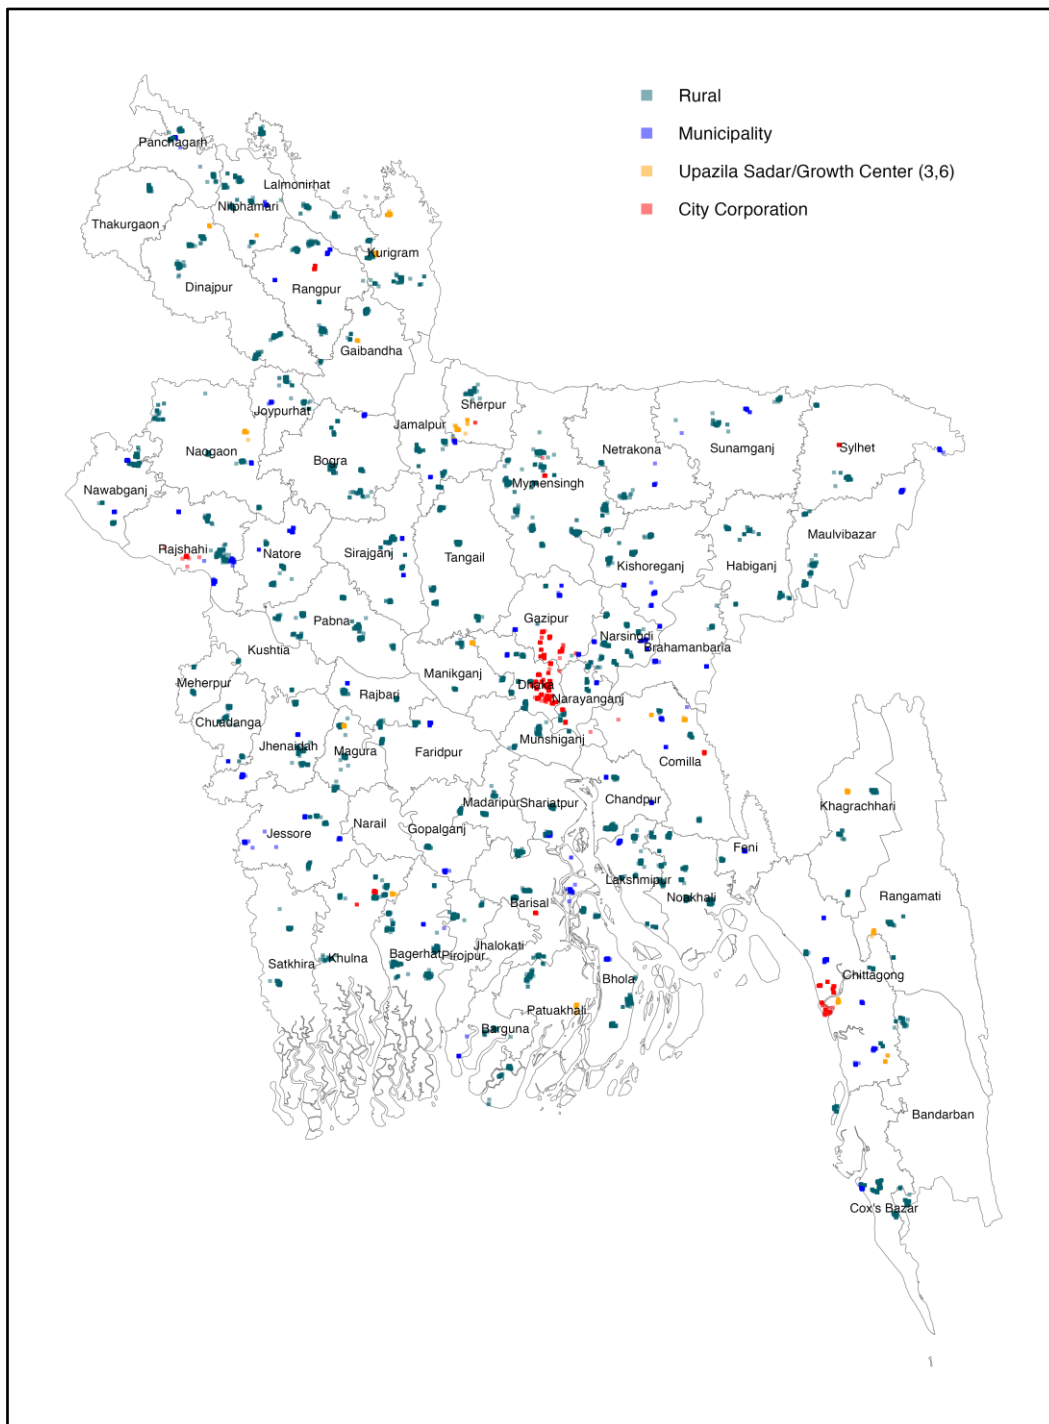 Rural
Municipality
Upazila Sadar/Growth Center (3,6)
City Corporation
Panchagarh
Lalmonirhat
Nilphamari
Thakurgaon
Kurigram
Dinajpur
Rangpur
Gaibandha
Sherpur
Joypurhat
Jamalpur
Naogaon
Netrakona
Sunamganj
Sylhet
Bogra
Nawabganj
Mymensingh
Maulvibazar
Rajshahi
Natore
Sirajganj
Tangail
Kishoreganj
Habiganj
Gazipur
Pabna
Narsingdi
Kushtia
Brahamanbaria
Manikganj
Meherpur
Dhaka
Rajbari
Narayanganj
Chuadanga
Munshiganj
Jhenaidah
Magura
Faridpur
Comilla
Madaripur
Shariatpur
Chandpur
Khagrachhari
Jessore
Narail
Gopalganj
Feni
Lakshmipur
Noakhali
Rangamati
Barisal
Jhalokati
Satkhira
Khulna
Bagerhat
Pirojpur
Bhola
Chittagong
Patuakhali
Barguna
Bandarban
Cox's Bazar